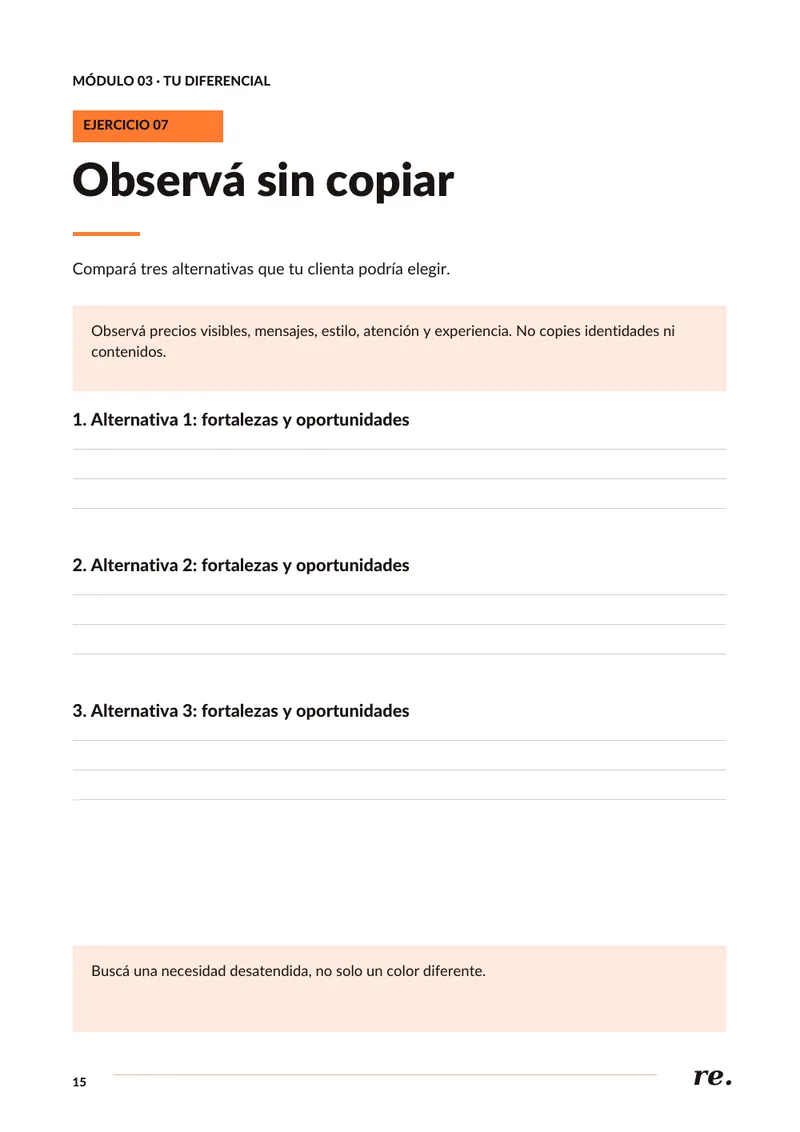 MÓDULO 03 · TU DIFERENCIAL
EJERCICIO 07
Observá sin copiar
Compará tres alternativas que tu clienta podría elegir.
Observá precios visibles, mensajes, estilo, atención y experiencia. No copies identidades ni
contenidos.
1. Alternativa 1: fortalezas y oportunidades
2. Alternativa 2: fortalezas y oportunidades
3. Alternativa 3: fortalezas y oportunidades
Buscá una necesidad desatendida, no solo un color diferente.
15
re.